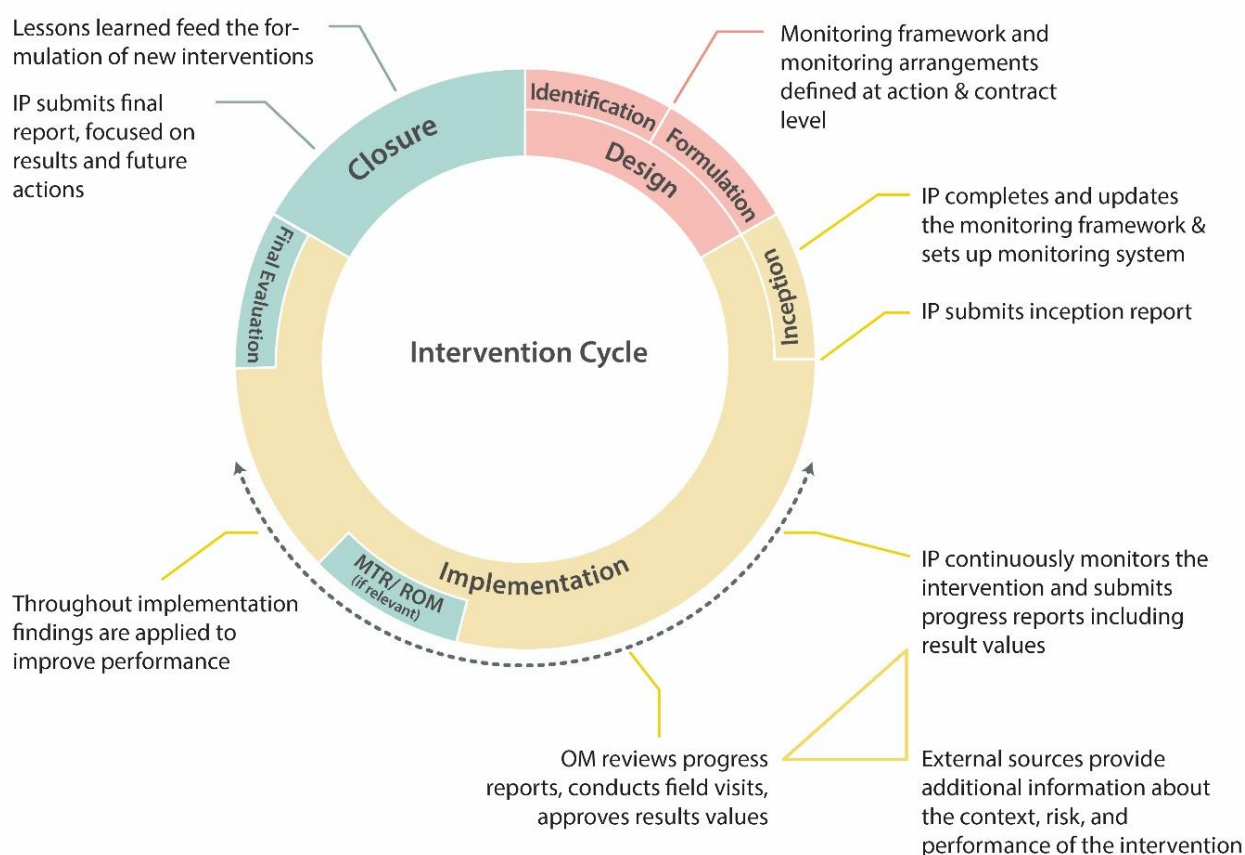 Lessons learned feed the for-
mulation of new interventions
IP submits final
report, focused on
results and future
actions
Closure
Identification
Formulation
Design
Monitoring framework and
monitoring arrangements
defined at action & contract
level
IP completes and updates
the monitoring framework &
sets up monitoring system
Inception
IP submits inception report
Final Evaluation
Intervention Cycle
Implementation
MTR/ ROM
(if relevant)
Throughout implementation
findings are applied to
improve performance
IP continuously monitors the
intervention and submits
progress reports including
result values
OM reviews progress
reports, conducts field visits,
approves results values
External sources provide
additional information about
the context, risk, and
performance of the intervention